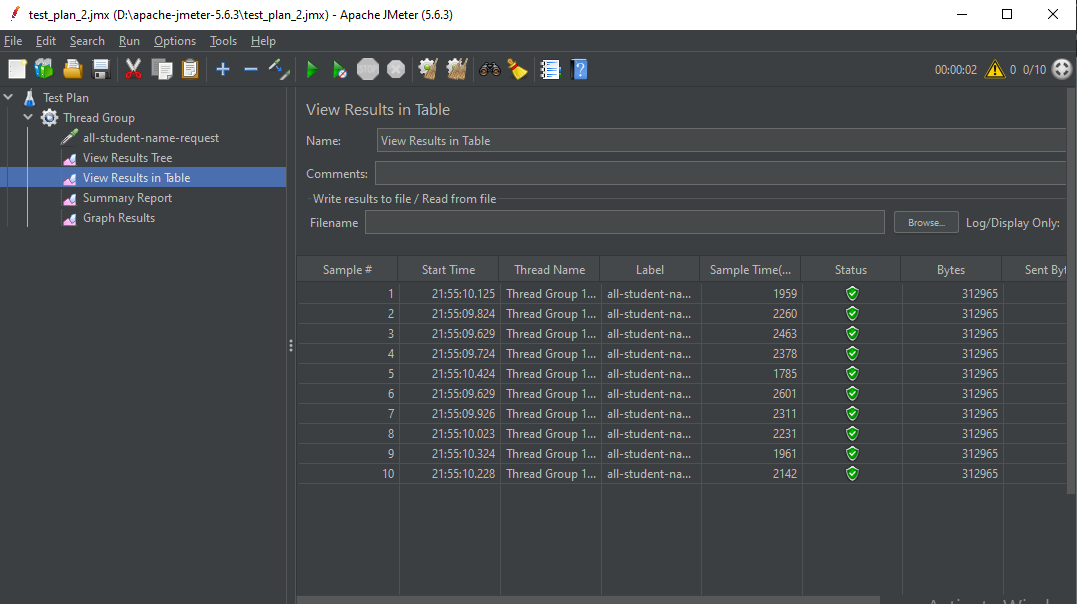 test_plan_2.jmx (D:\apache-jmeter-5.6.3\test_plan_2.jmx) - Apache JMeter (5.6.3)
File Edit Search Run Options Tools Help
STOP 00:00:02 0 0/10
Test Plan
Thread Group
all-student-name-request
View Results Tree
View Results in Table
Summary Report
Graph Results
View Results in Table
Name: View Results in Table
Comments:
Write results to file / Read from file
Filename Browse... Log/Display Only:
Sample # Start Time Thread Name Label Sample Time(... Status Bytes Sent Byt
1 21:55:10.125 Thread Group 1... all-student-na... 1959 312965
2 21:55:09.824 Thread Group 1... all-student-na... 2260 312965
3 21:55:09.629 Thread Group 1... all-student-na... 2463 312965
4 21:55:09.724 Thread Group 1... all-student-na... 2378 312965
5 21:55:10.424 Thread Group 1... all-student-na... 1785 312965
6 21:55:09.629 Thread Group 1... all-student-na... 2601 312965
7 21:55:09.926 Thread Group 1... all-student-na... 2311 312965
8 21:55:10.023 Thread Group 1... all-student-na... 2231 312965
9 21:55:10.324 Thread Group 1... all-student-na... 1961 312965
10 21:55:10.228 Thread Group 1... all-student-na... 2142 312965